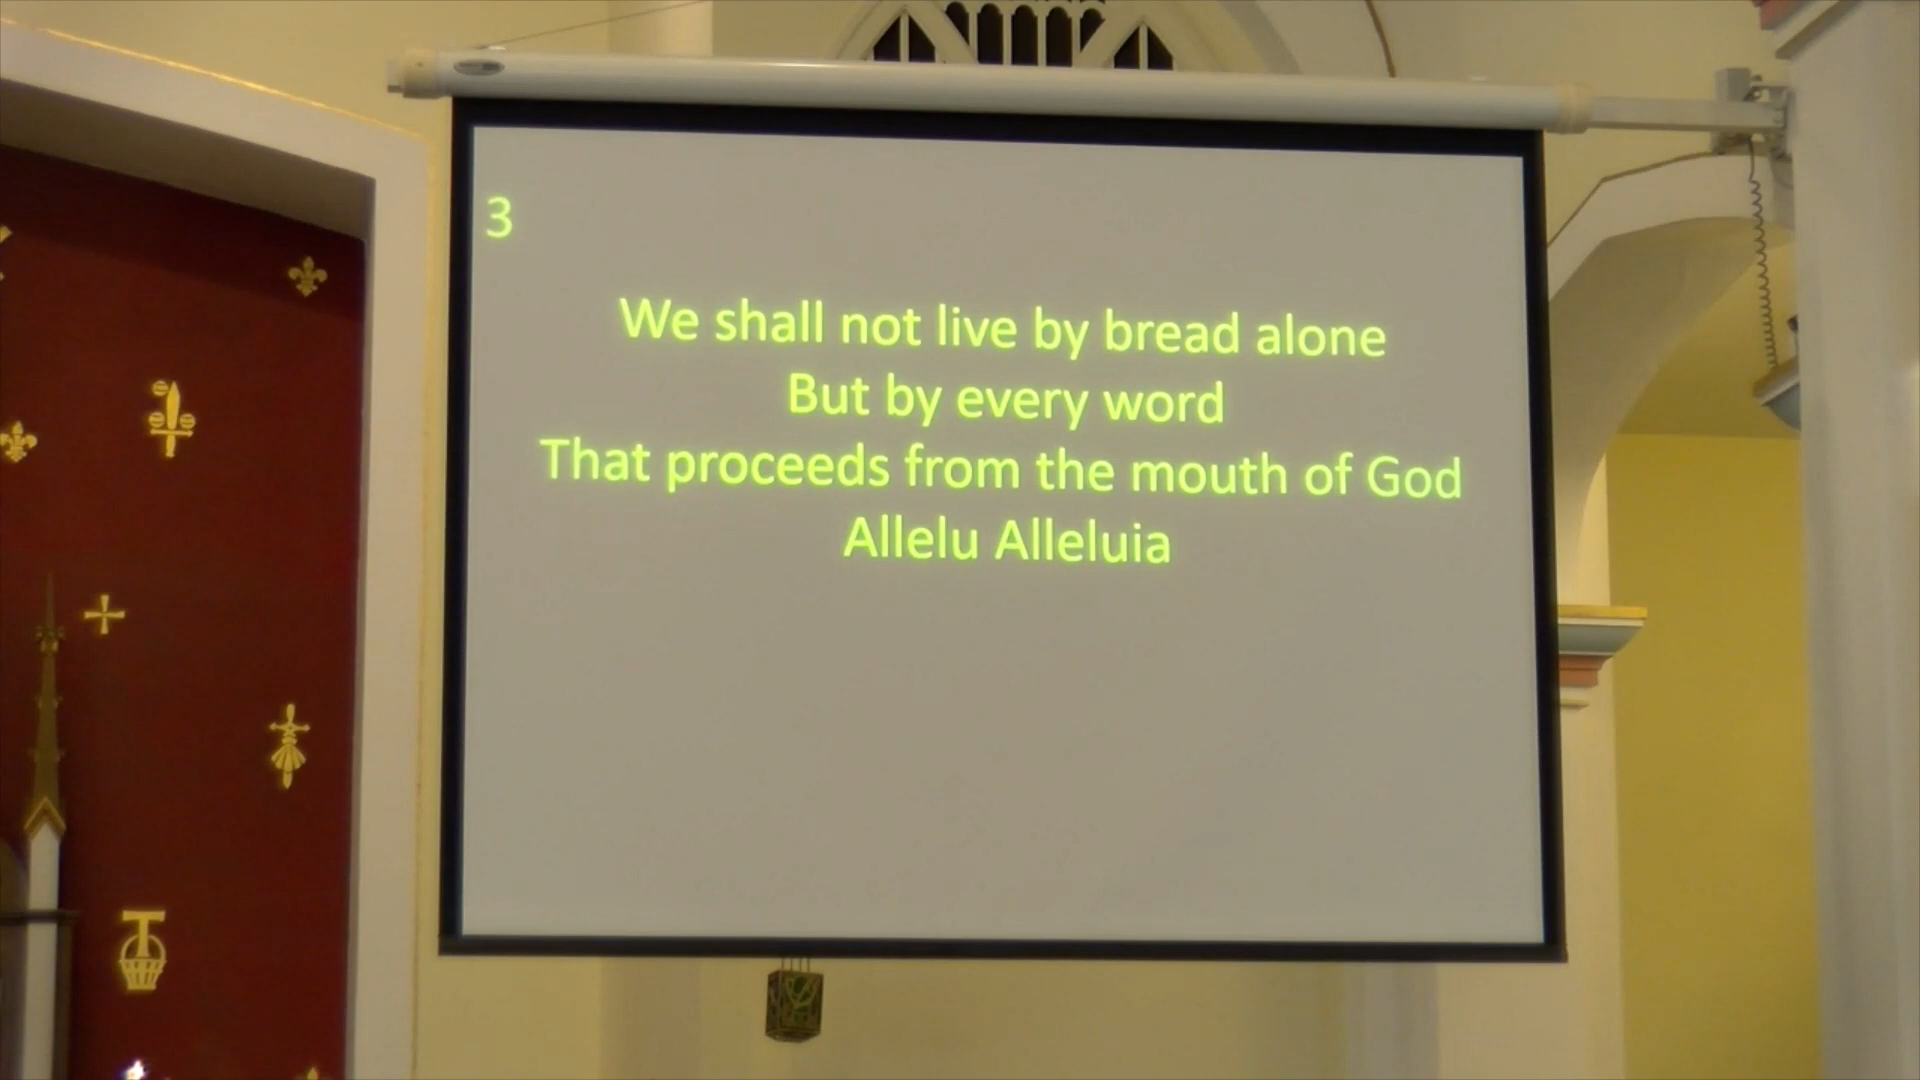 3
We shall not live by bread alone
But by every word
That proceeds from the mouth of God
Allelu Alleluia